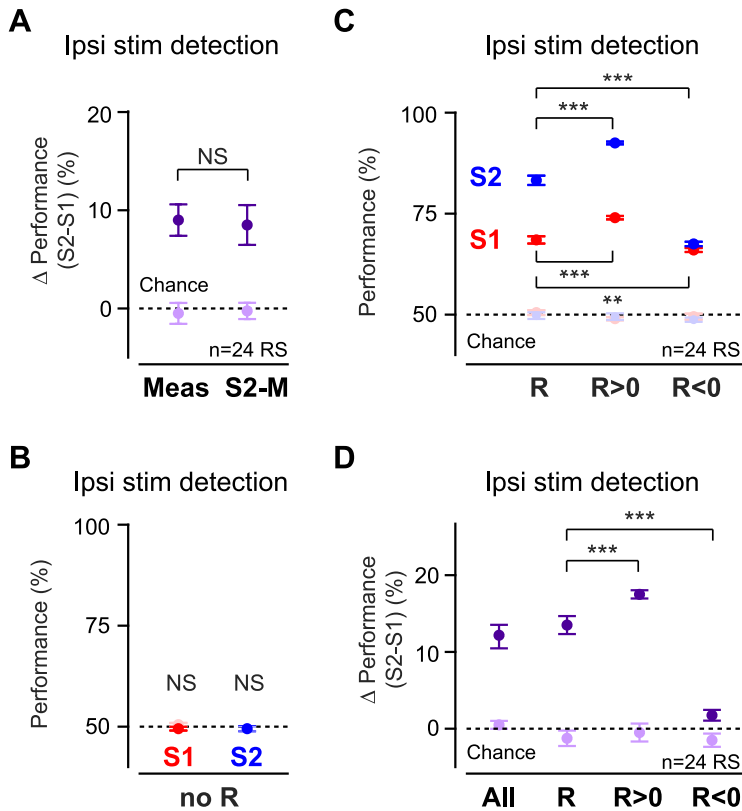 A
Ipsi stim detection
Δ Performance
(S2–S1) (%)
20
10
0
NS
Chance
n=24 RS
Meas S2-M
B
Ipsi stim detection
Performance (%)
100
75
50
NS NS
S1 S2
no R
C
Ipsi stim detection
Performance (%)
100
75
50
***
***
S2
S1
***
**
Chance
n=24 RS
R R>0 R<0
D
Ipsi stim detection
Δ Performance
(S2–S1) (%)
20
10
0
***
***
Chance
n=24 RS
All R R>0 R<0